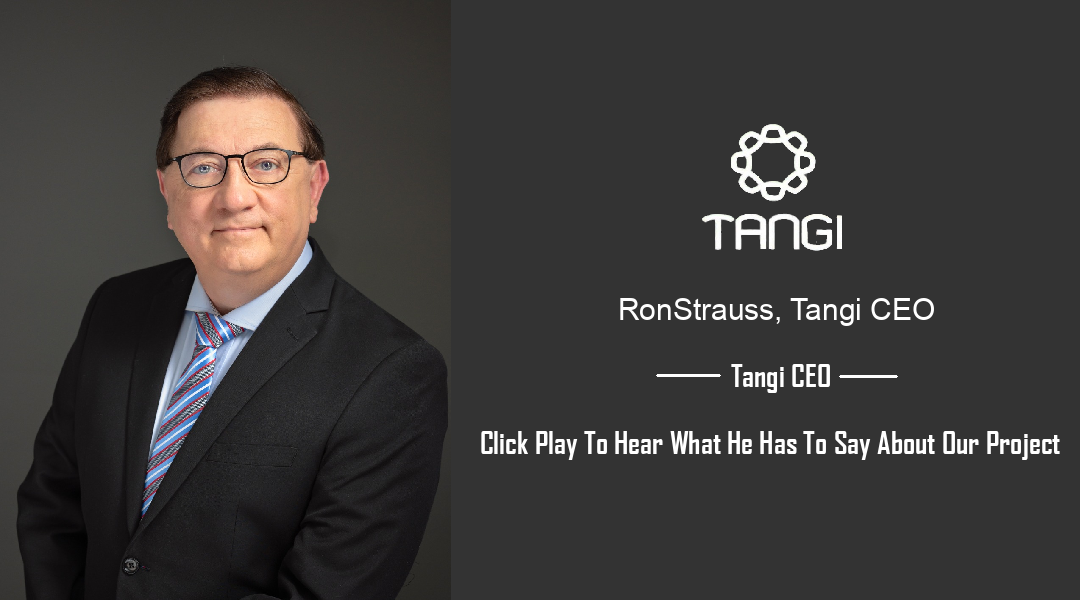 TANGI
RonStrauss, Tangi CEO
Tangi CEO
Click Play To Hear What He Has To Say About Our Project